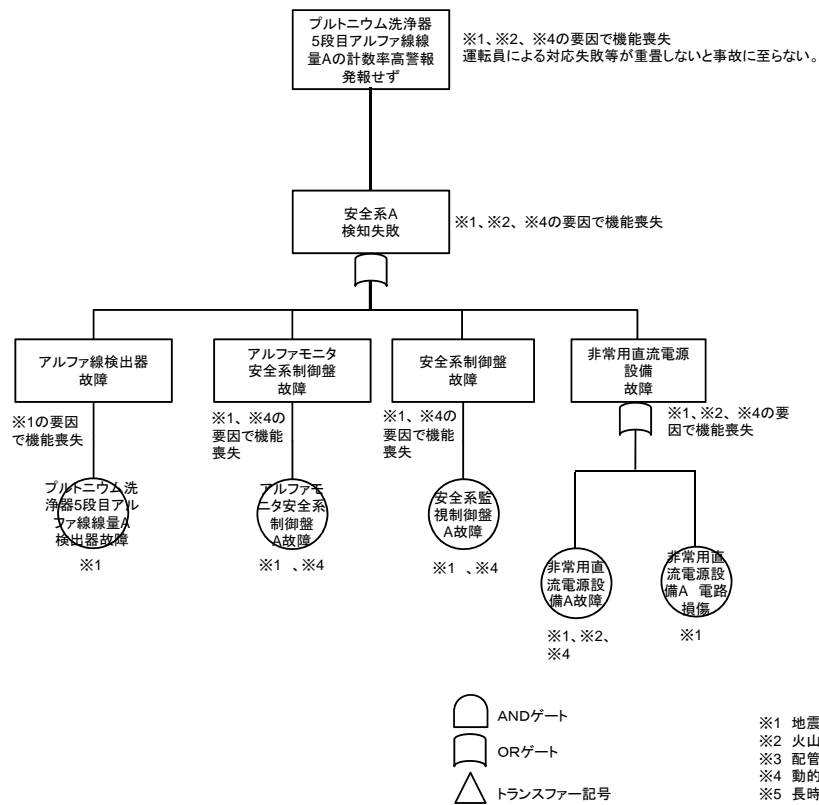 プルトニウム洗浄器
5段目アルファ線線
量Aの計数率高警報
発報せず
※1、※2、※4の要因で機能喪失
運転員による対応失敗等が重畳しないと事故に至らない。
安全系A
検知失敗
※1、※2、※4の要因で機能喪失
アルファ線検出器
故障
アルファモニタ
安全系制御盤
故障
安全系制御盤
故障
非常用直流電源
設備
故障
※1の要因
で機能喪失
※1、※4の
要因で機能
喪失
※1、※4の
要因で機能
喪失
※1、※2、※4の要
因で機能喪失
プルトニウム洗
浄器5段目アル
ファ線線量A
検出器故障
※1
アルファモ
ニタ安全系
制御盤
A故障
※1 、※4
安全系監
視制御盤
A故障
※1 、※4
非常用直
流電源設
備A故障
※1、※2、
※4
非常用直
流電源設
備A 電路
損傷
※1
ANDゲート
ORゲート
トランスファー記号
※1 地震
※2 火山
※3 配管
※4 動的
※5 長時